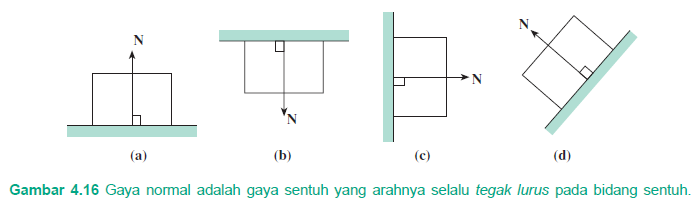 N
N
N
N
(a)
(b)
(c)
(d)
Gambar 4.16 Gaya normal adalah gaya sentuh yang arahnya selalu tegak lurus pada bidang sentuh.